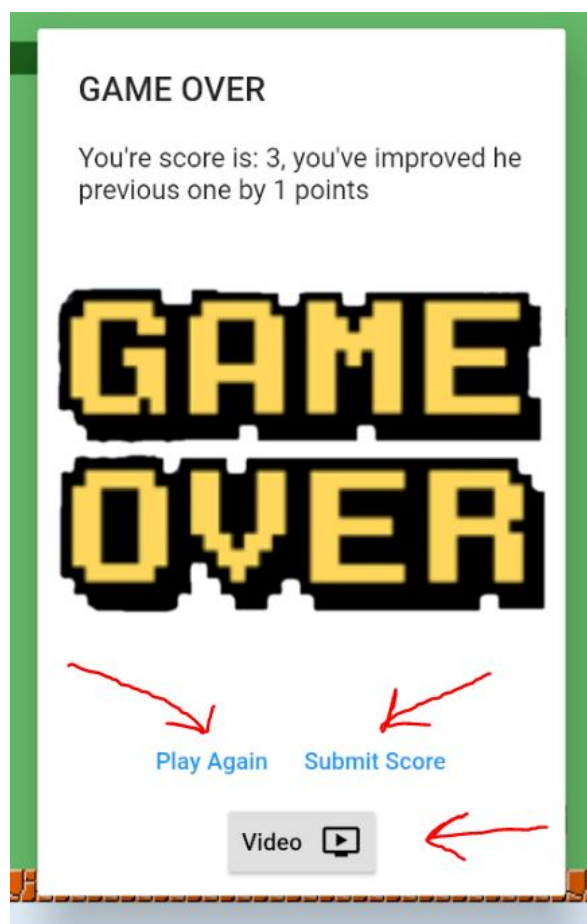 GAME OVER
You're score is: 3, you've improved he
previous one by 1 points
GAME
OVER
Play Again Submit Score
Video